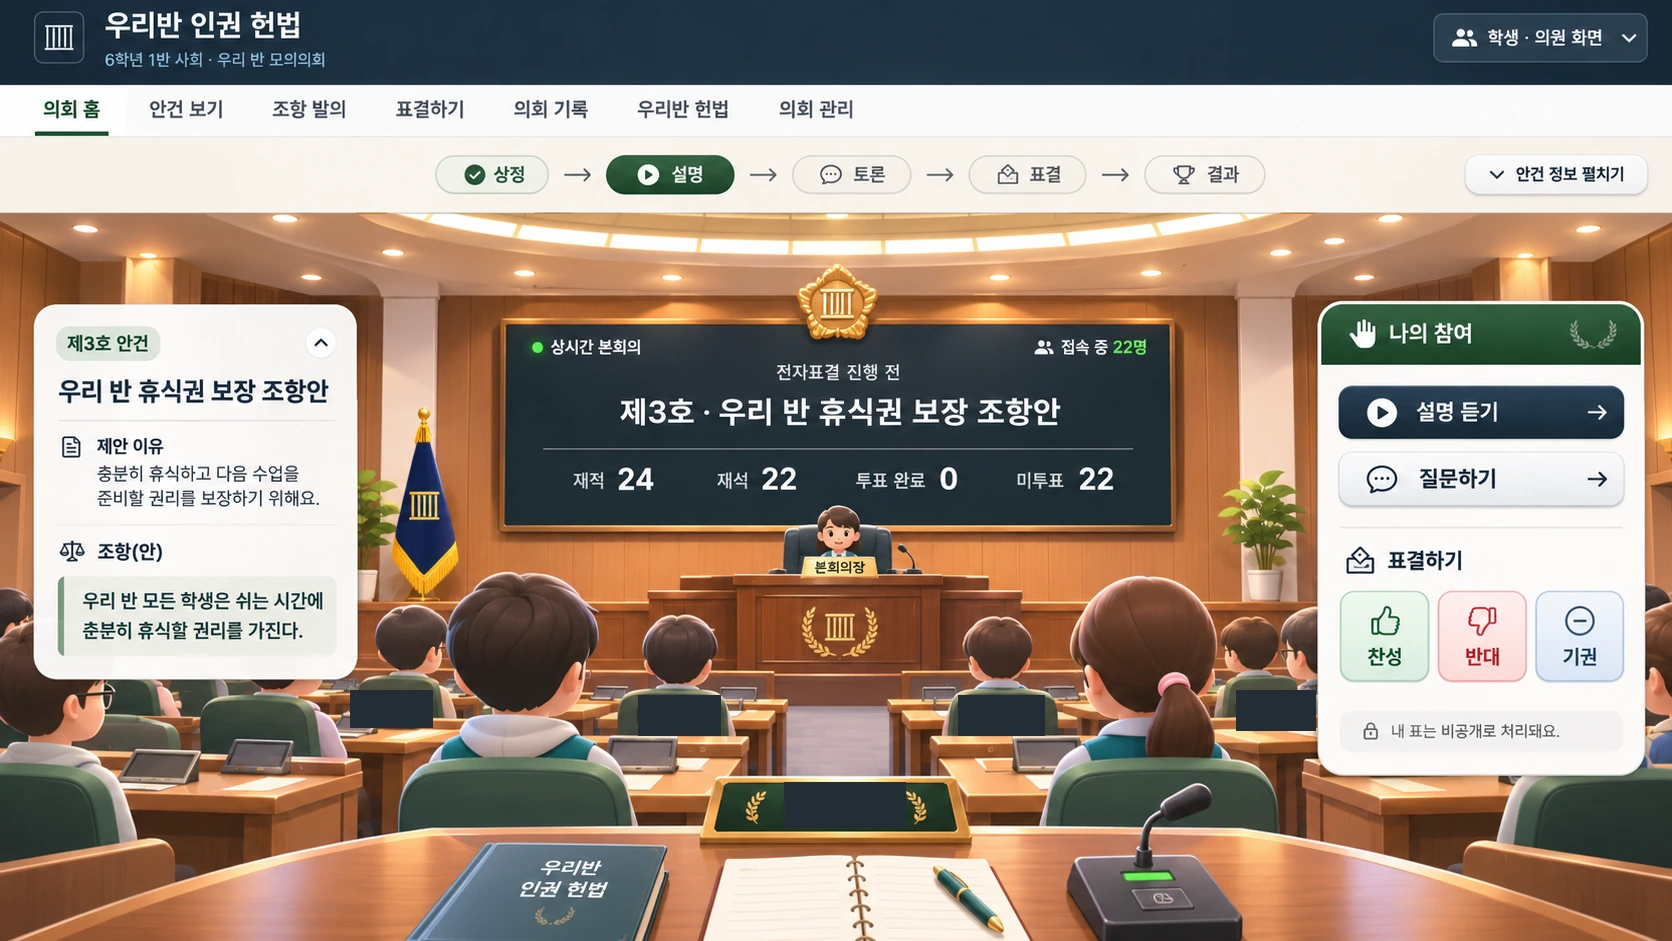 우리반 인권 헌법
6학년 1반 사회 · 우리 반 모의의회
학생 · 의원 화면
의회 홈
안건 보기
조항 발의
표결하기
의회 기록
우리반 헌법
의회 관리
상정
설명
토론
표결
결과
안건 정보 펼치기
제3호 안건
우리 반 휴식권 보장 조항안
제안 이유
충분히 휴식하고 다음 수업을
준비할 권리를 보장하기 위해요.
조항(안)
우리 반 모든 학생은 쉬는 시간에
춘분히 휴식할 권리를 가진다.
상시간 본회의
접속 중 22명
전자표결 진행 전
제3호 · 우리 반 휴식권 보장 조항안
재적 24
재석 22
투표 완료 0
미투표 22
본회의장
나의 참여
설명 듣기
질문하기
표결하기
찬성
반대
기권
내 표는 비공개로 처리돼요.
우리반
인권 헌법